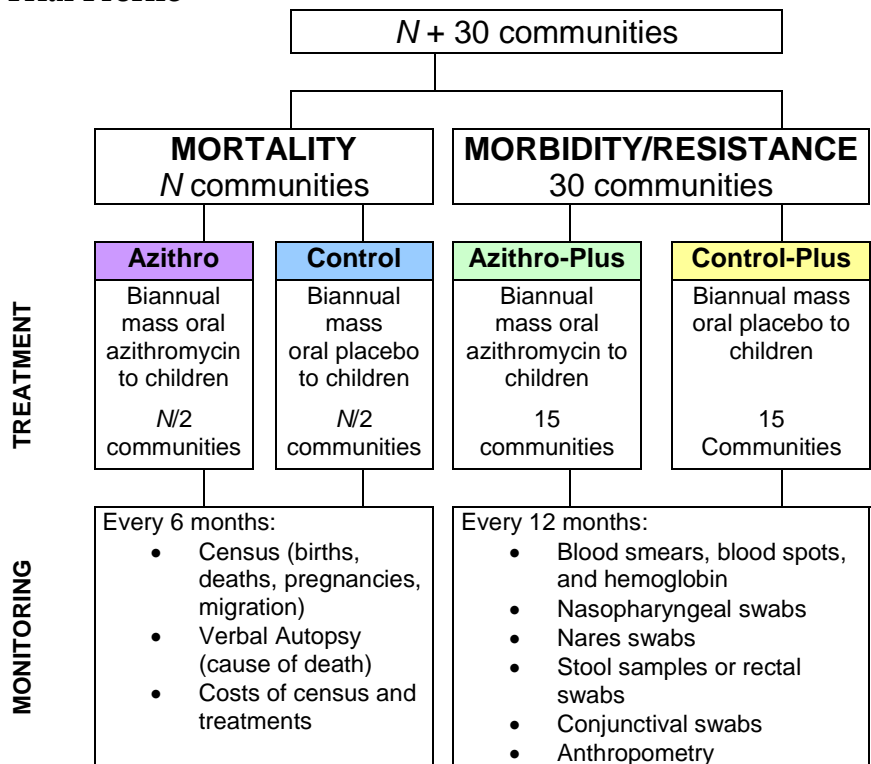 N + 30 communities
MORTALITY
N communities
MORBIDITY/RESISTANCE
30 communities
TREATMENT
Azithro
Biannual
mass oral
azithromycin
to children
N/2
communities
Control
Biannual
mass
oral placebo
to children
N/2
communities
Azithro-Plus
Biannual
mass oral
azithromycin to
children
15
communities
Control-Plus
Biannual mass
oral placebo to
children
15
Communities
MONITORING
Every 6 months:
• Census (births,
deaths, pregnancies,
migration)
• Verbal Autopsy
(cause of death)
• Costs of census and
treatments
Every 12 months:
• Blood smears, blood spots,
and hemoglobin
• Nasopharyngeal swabs
• Nares swabs
• Stool samples or rectal
swabs
• Conjunctival swabs
• Anthropometry